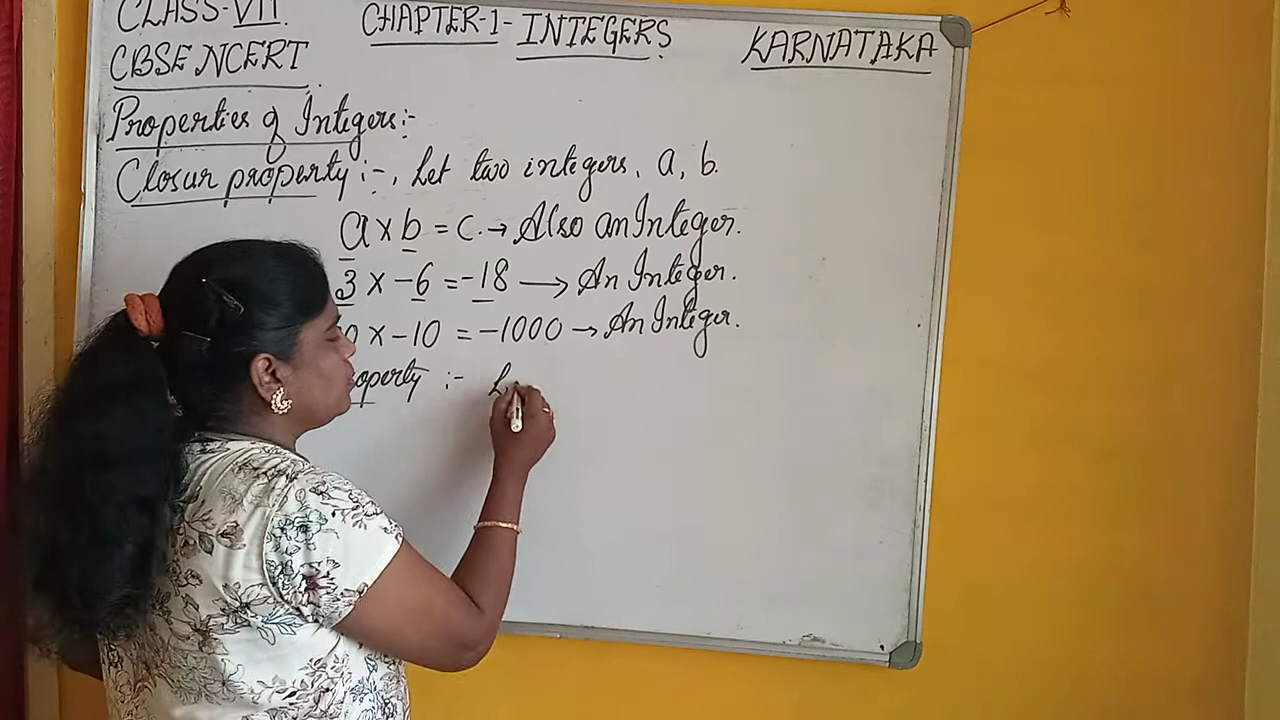 CLASS-VII.
CHAPTER-1- INTEGERS
KARNATAKA
CBSE NCERT
Properties of Integers:-
Closur property:-, Let two integers, a, b.
a x b = c. → Also an Integer.
3 x -6 = -18 → An Integer.
0 x -10 = -1000 → An Integer.
operty :- L